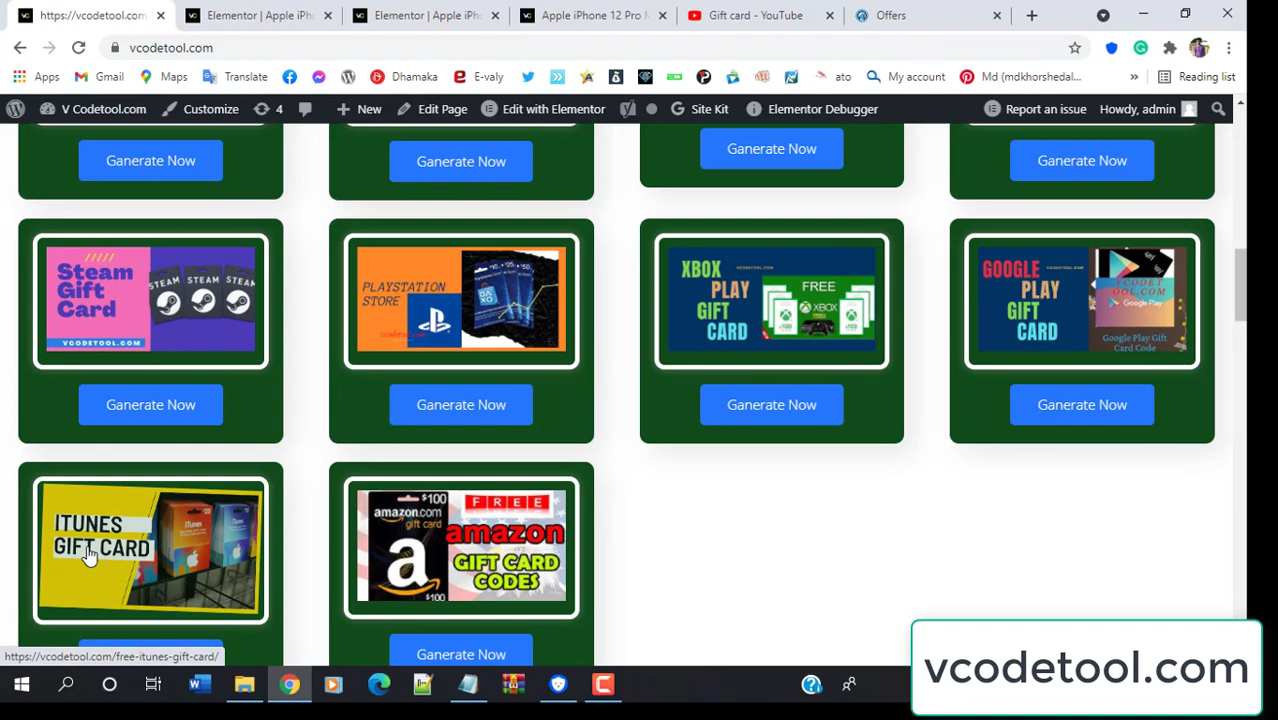 https://vcodetool.com
Elementor | Apple iPh
Elementor | Apple iPho
Apple iPhone 12 Pro M
Gift card - YouTube
Offers
vcodetool.com
Apps
Gmail
Maps
Translate
Dhamaka
E-valy
ato
My account
Md (mdkhorshedal...
Reading list
V Codetool.com
Customize
4
New
Edit Page
Edit with Elementor
Site Kit
Elementor Debugger
Report an issue
Howdy, admin
Ganerate Now
Ganerate Now
Ganerate Now
Ganerate Now
Steam
Gift
Card
VCODETOOL.COM
STEAM
STEAM
STEAM
PLAYSTATION
STORE
XBOX
PLAY
GIFT
CARD
VCODETOOL.COM
FREE
XBOX
GOOGLE
PLAY
GIFT
CARD
VCODET
OOL.COM
Google Play
Google Play Gift
Card Code
Ganerate Now
Ganerate Now
Ganerate Now
Ganerate Now
ITUNES
GIFT CARD
iTunes
iTunes
$100
amazon.com
gift card
a
$100
FREE
amazon
GIFT CARD
CODES
Ganerate Now
https://vcodetool.com/free-itunes-gift-card/
vcodetool.com